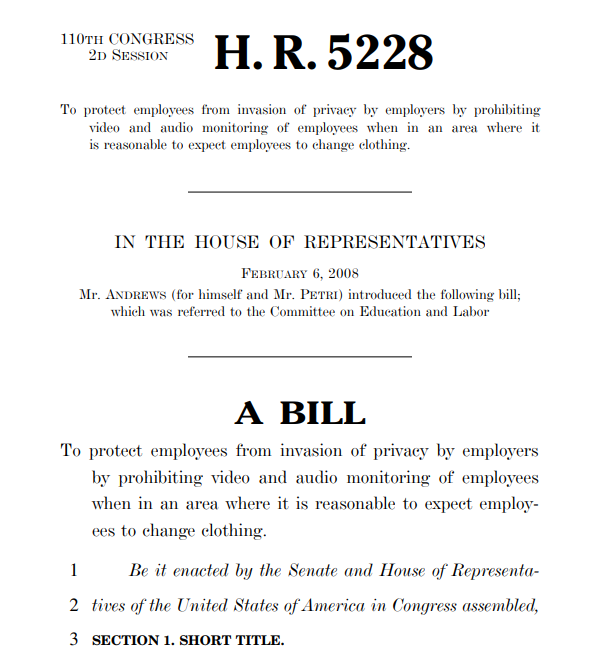 110TH CONGRESS
2D SESSION
H. R. 5228
To protect employees from invasion of privacy by employers by prohibiting
video and audio monitoring of employees when in an area where it
is reasonable to expect employees to change clothing.
IN THE HOUSE OF REPRESENTATIVES
FEBRUARY 6, 2008
Mr. ANDREWS (for himself and Mr. PETRI) introduced the following bill;
which was referred to the Committee on Education and Labor
A BILL
To protect employees from invasion of privacy by employers
by prohibiting video and audio monitoring of employees
when in an area where it is reasonable to expect employ-
ees to change clothing.
1 Be it enacted by the Senate and House of Representa-
2 tives of the United States of America in Congress assembled,
3 SECTION 1. SHORT TITLE.